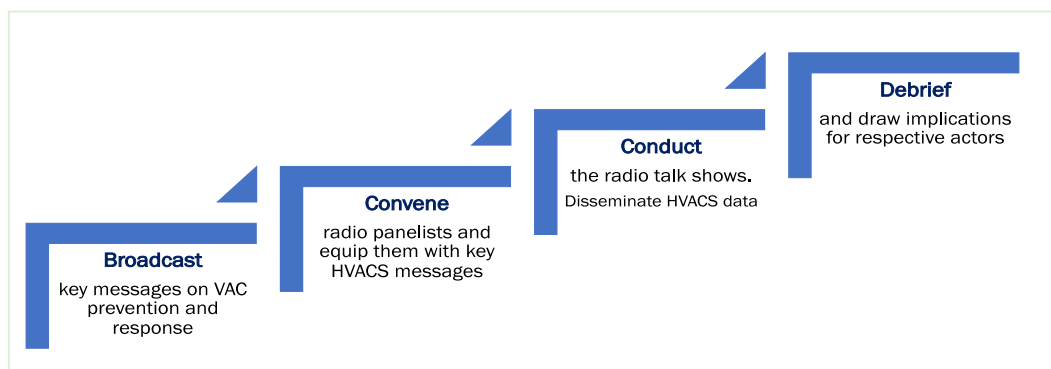 Broadcast
key messages on VAC
prevention and
response
Convene
radio panelists and
equip them with key
HVACS messages
Conduct
the radio talk shows.
Disseminate HVACS data
Debrief
and draw implications
for respective actors